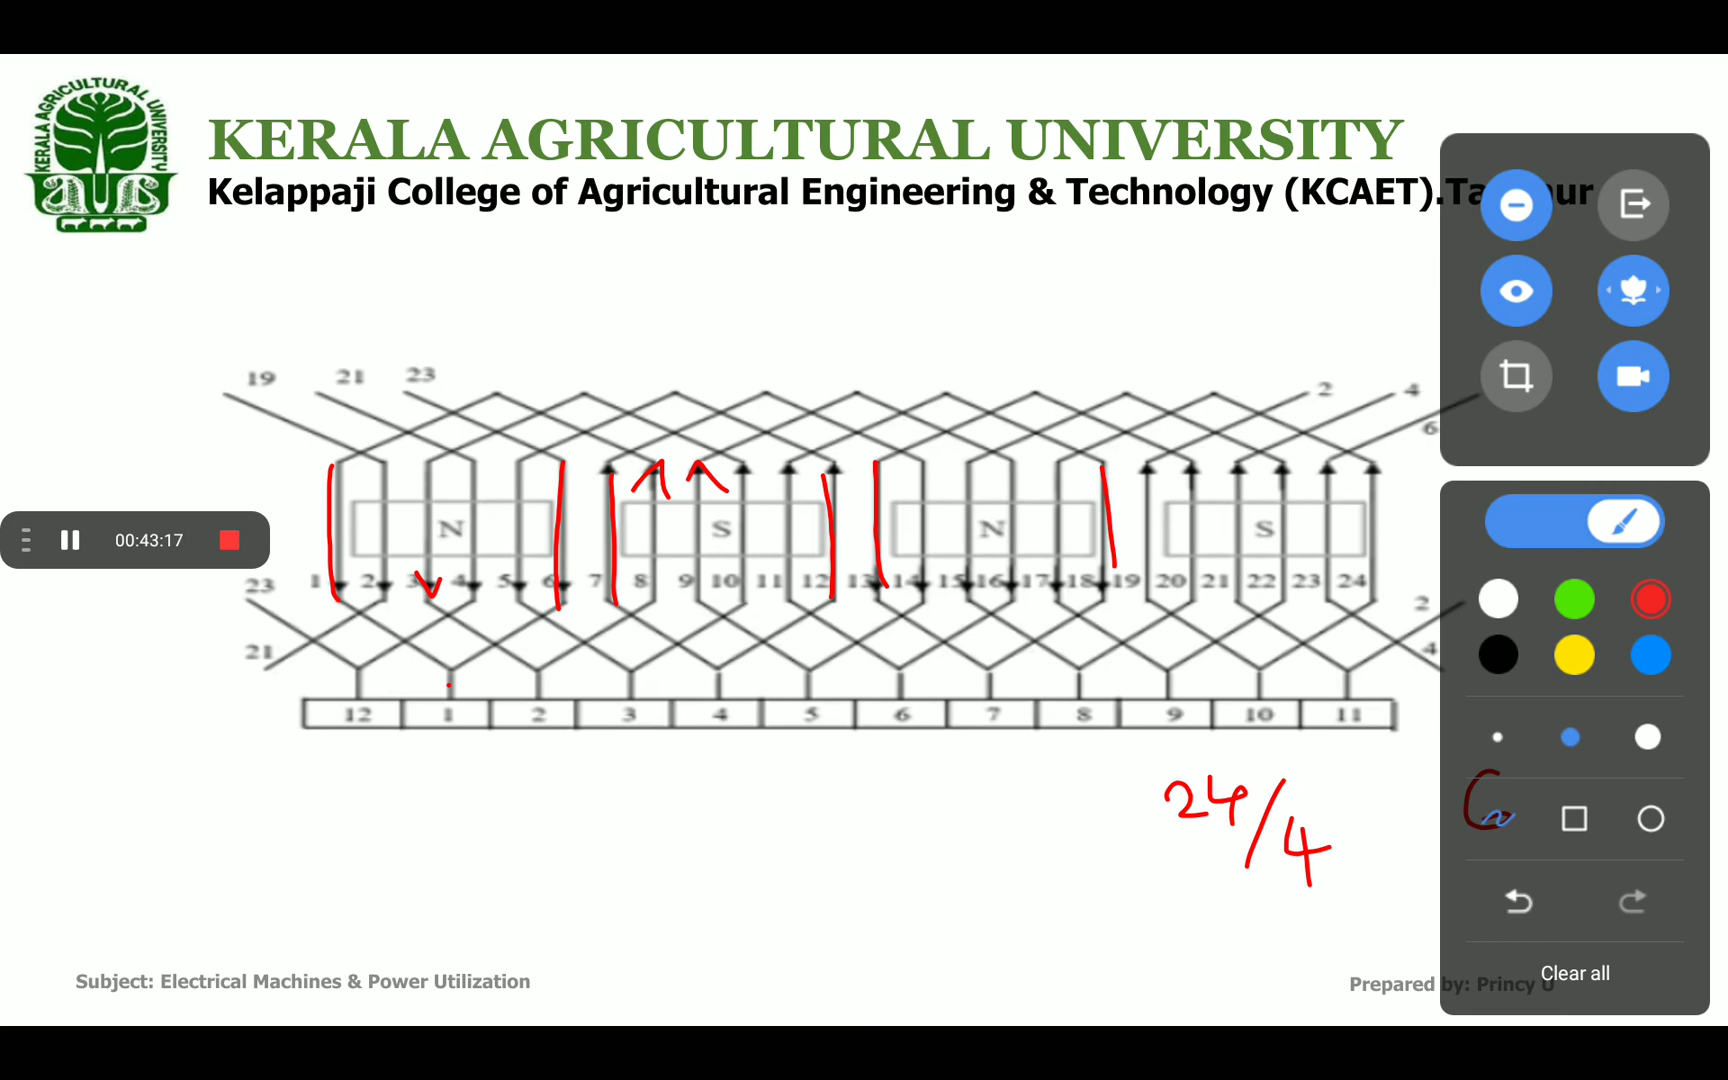 KERALA AGRICULTURAL UNIVERSITY
KERALA AGRICULTURAL UNIVERSITY
Kelappaji College of Agricultural Engineering & Technology (KCAET).
19 21 23 2 4
6
N S N S
00:43:17
23 1 2 3 4 5 6 7 8 9 10 11 12 13 14 15 16 17 18 19 20 21 22 23 24 2
21 4
12 1 2 3 4 5 6 7 8 9 10 11
24/4
Subject: Electrical Machines & Power Utilization
Prepared by: Princy U
Clear all